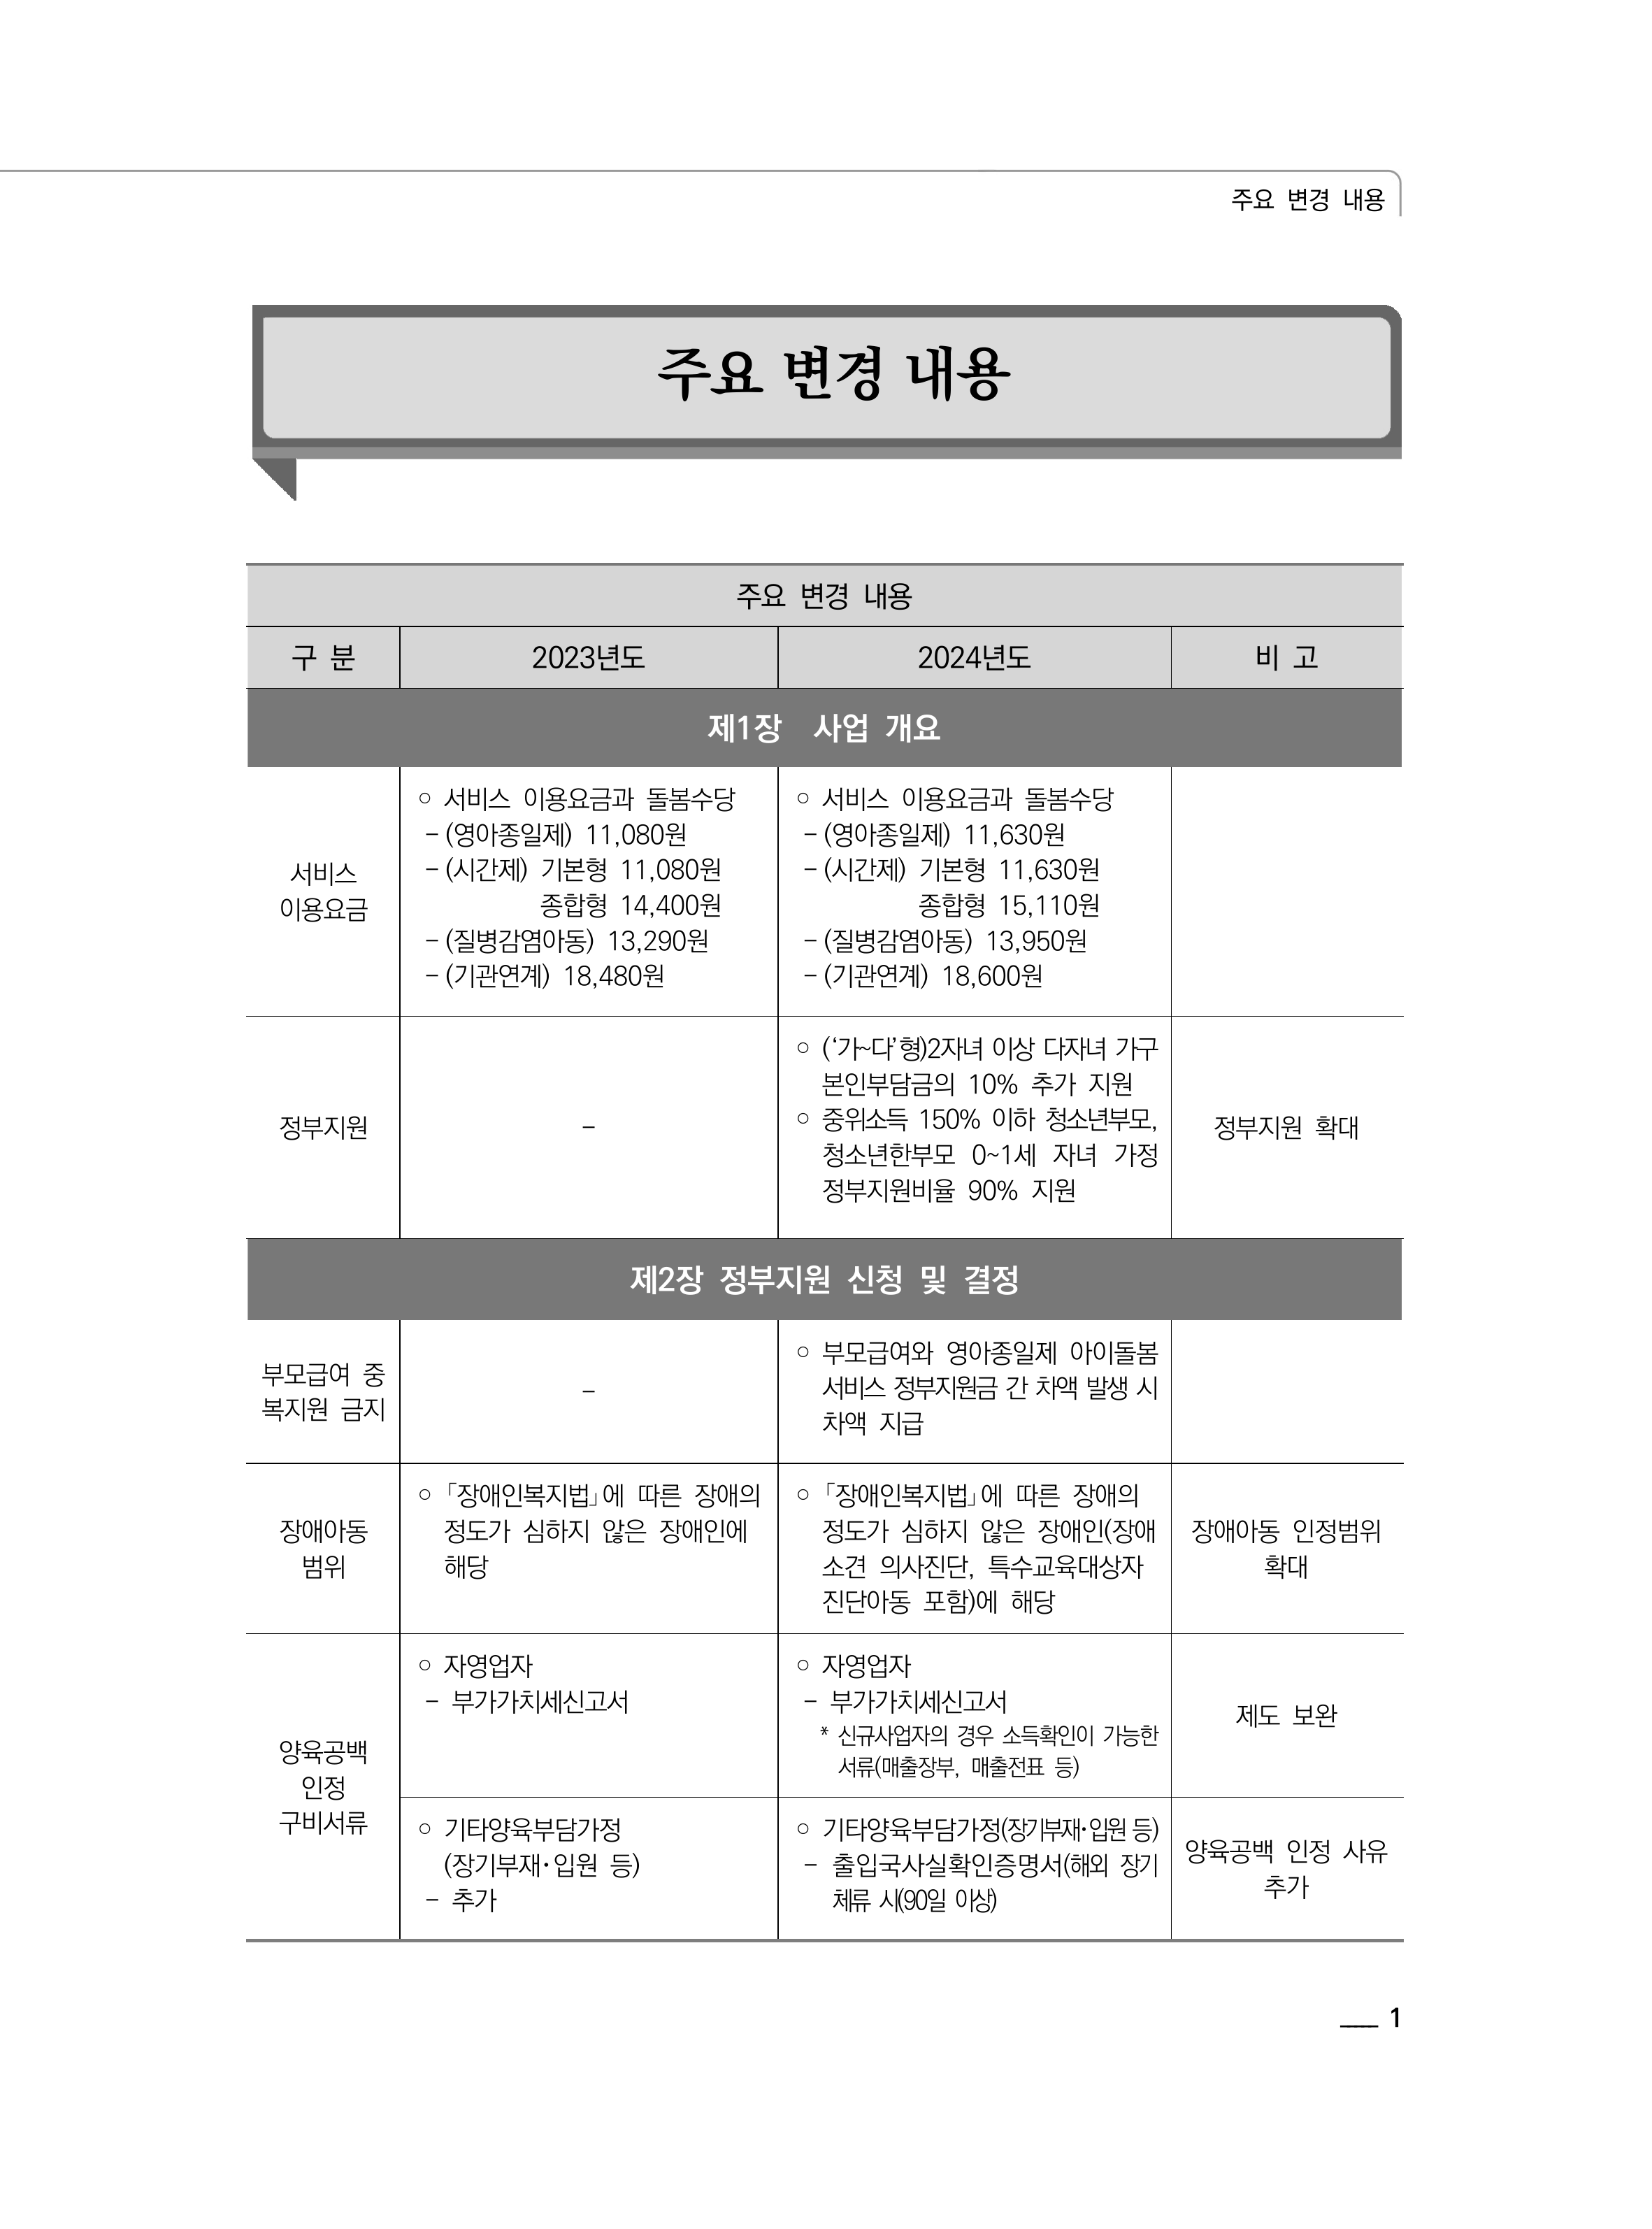 주요 변경 내용
주요 변경 내용
주요 변경 내용
구 분
2023년도
2024년도
비 고
제1장 사업 개요
서비스
이용요금
○ 서비스 이용요금과 돌봄수당
- (영아종일제) 11,080원
- (시간제) 기본형 11,080원
종합형 14,400원
- (질병감염아동) 13,290원
- (기관연계) 18,480원
○ 서비스 이용요금과 돌봄수당
- (영아종일제) 11,630원
- (시간제) 기본형 11,630원
종합형 15,110원
- (질병감염아동) 13,950원
- (기관연계) 18,600원
정부지원
-
○ (‘가~다’형)2자녀 이상 다자녀 가구
본인부담금의 10% 추가 지원
○ 중위소득 150% 이하 청소년부모,
청소년한부모 0~1세 자녀 가정
정부지원비율 90% 지원
정부지원 확대
제2장 정부지원 신청 및 결정
부모급여 중
복지원 금지
-
○ 부모급여와 영아종일제 아이돌봄
서비스 정부지원금 간 차액 발생 시
차액 지급
장애아동
범위
○ 「장애인복지법」에 따른 장애의
정도가 심하지 않은 장애인에
해당
○ 「장애인복지법」에 따른 장애의
정도가 심하지 않은 장애인(장애
소견 의사진단, 특수교육대상자
진단아동 포함)에 해당
장애아동 인정범위
확대
양육공백
인정
구비서류
○ 자영업자
- 부가가치세신고서
○ 자영업자
- 부가가치세신고서
* 신규사업자의 경우 소득확인이 가능한
서류(매출장부, 매출전표 등)
제도 보완
○ 기타양육부담가정
(장기부재·입원 등)
- 추가
○ 기타양육부담가정(장기부재·입원 등)
- 출입국사실확인증명서(해외 장기
체류 시(90일 이상)
양육공백 인정 사유
추가
1